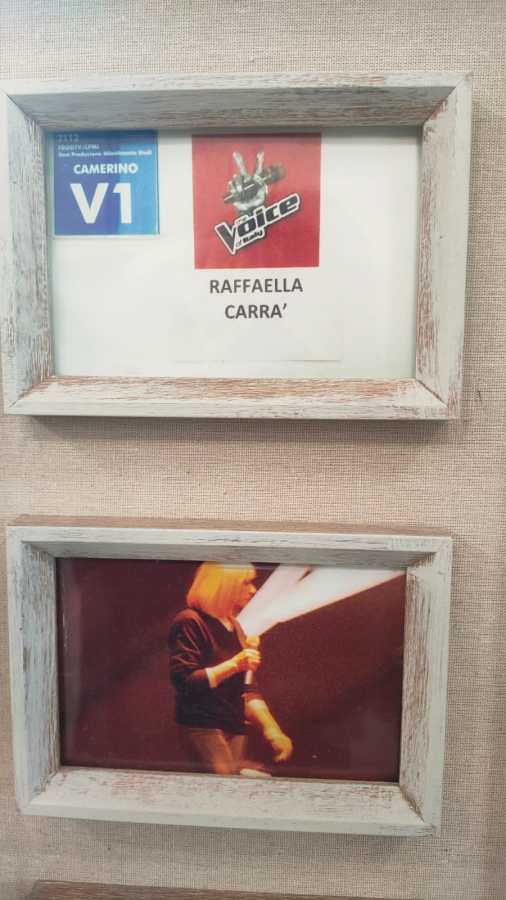 CAMERINO
V1
The
Voice
of Italy
RAFFAELLA
CARRA’